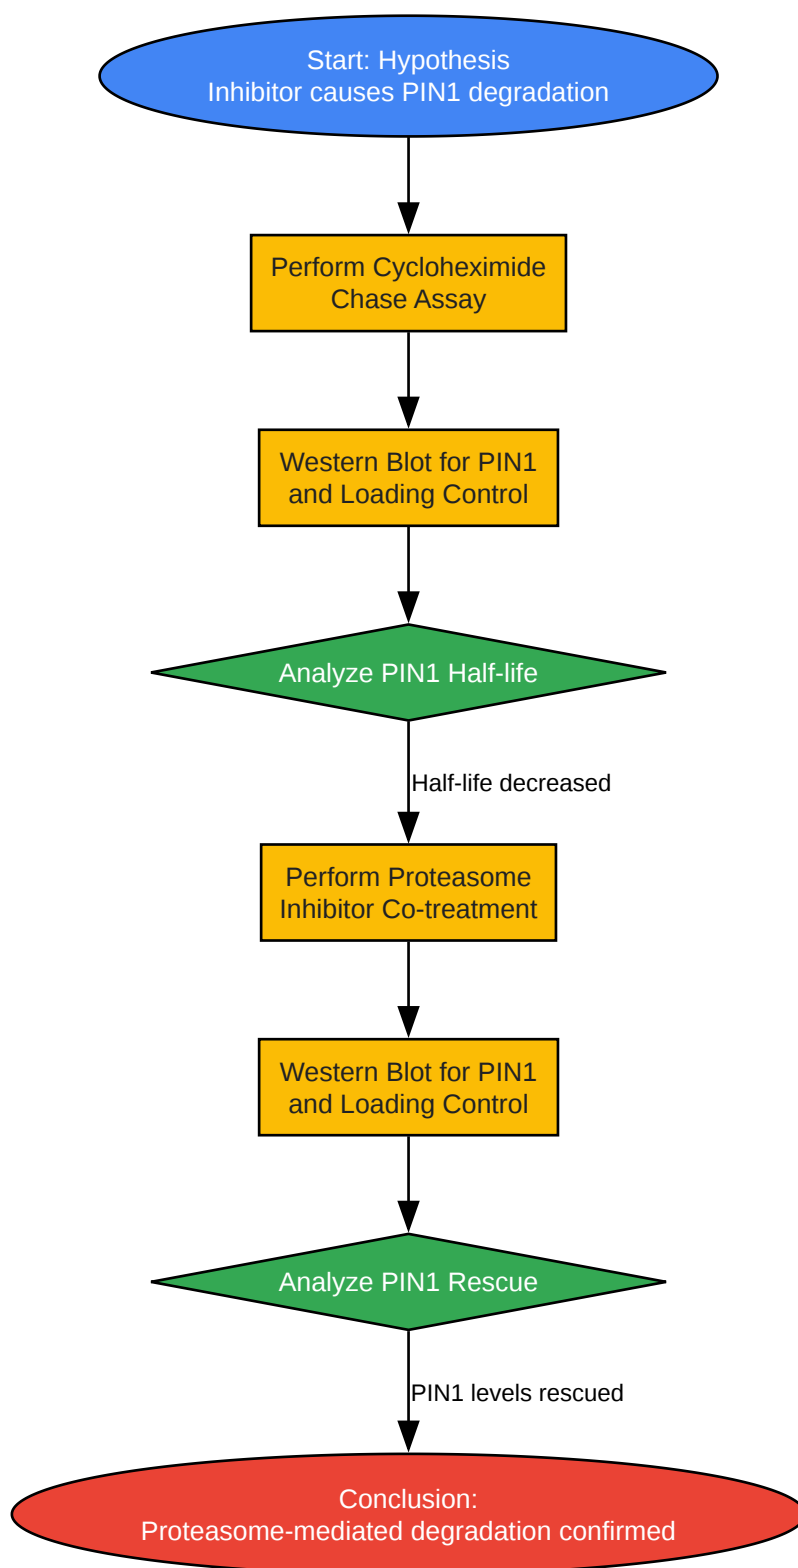 Start: Hypothesis
Inhibitor causes PIN1 degradation
Perform Cycloheximide
Chase Assay
Western Blot for PIN1
and Loading Control
Analyze PIN1 Half-life
Half-life decreased
Perform Proteasome
Inhibitor Co-treatment
Western Blot for PIN1
and Loading Control
Analyze PIN1 Rescue
PIN1 levels rescued
Conclusion:
Proteasome-mediated degradation confirmed